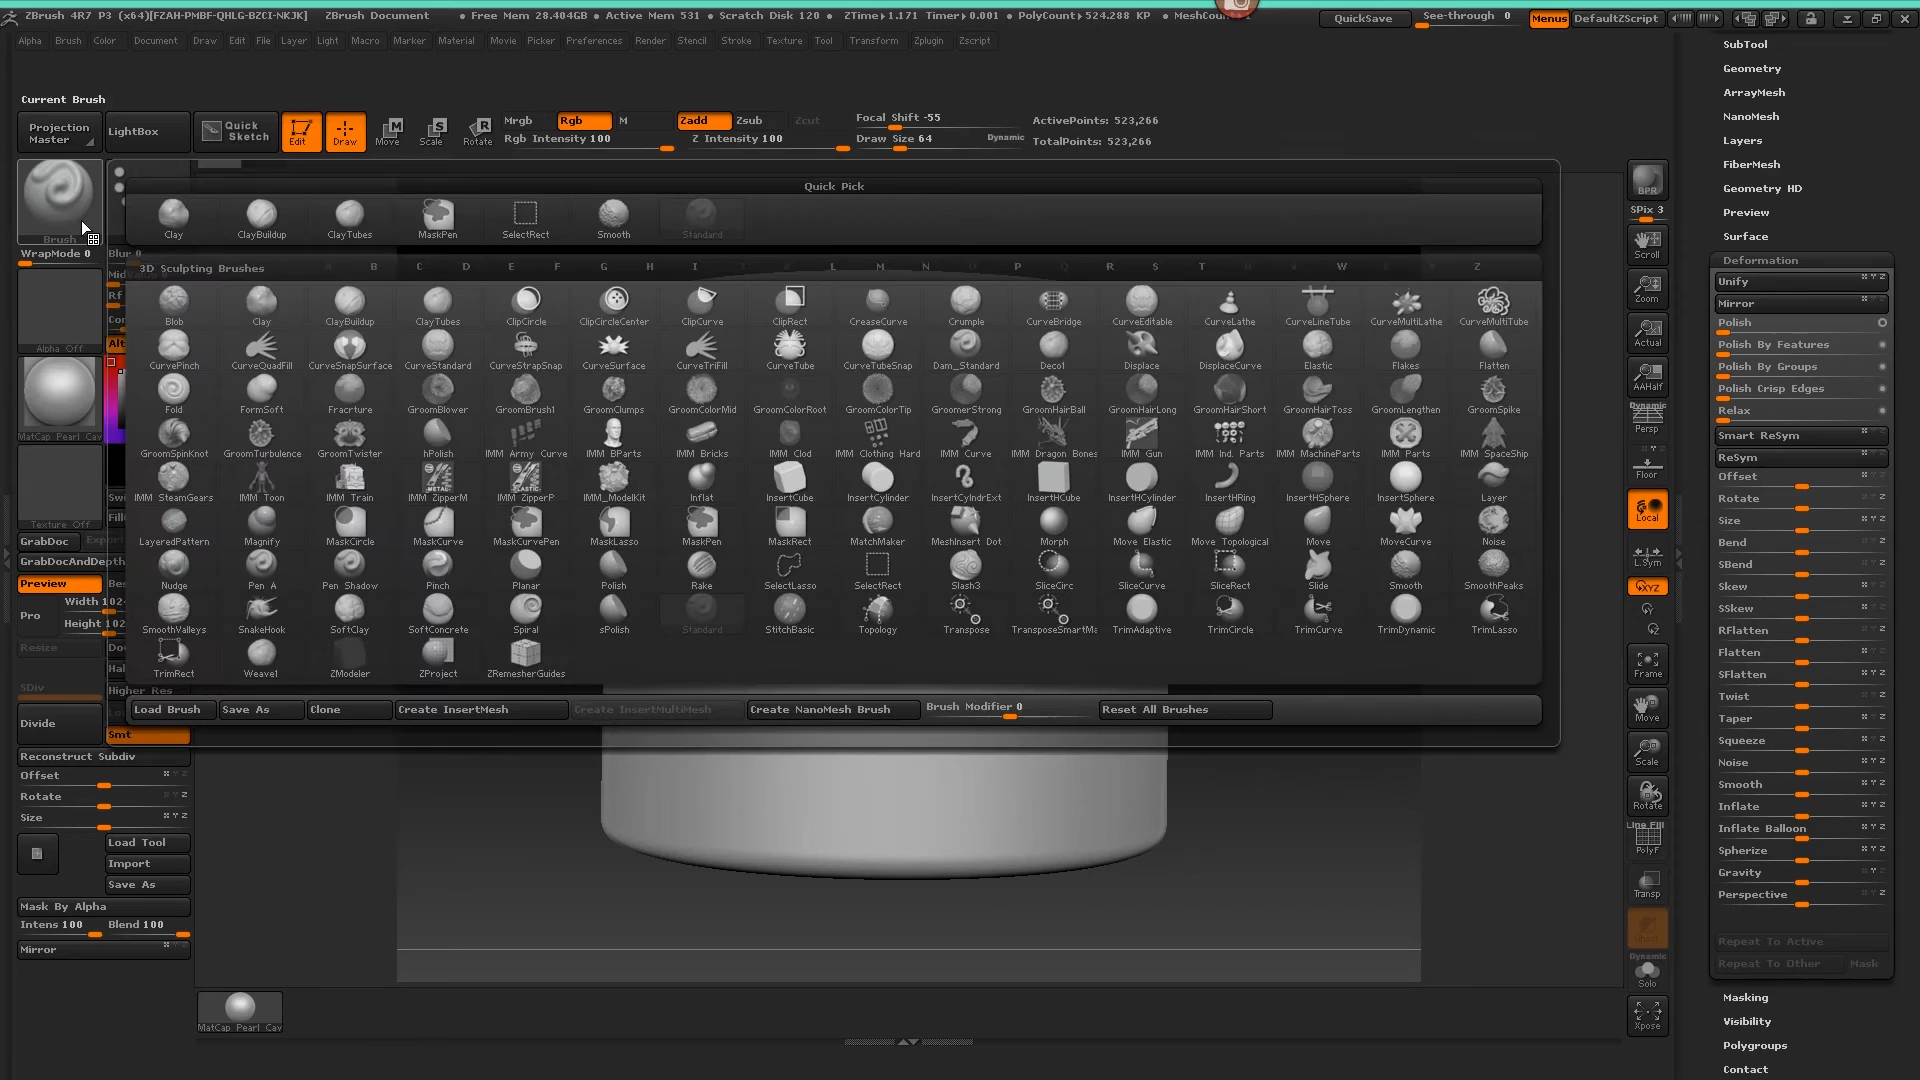 ZBrush 4R7 P3 (x64)[FZAH-PMBF-QHLG-BZCI-NKJK] ZBrush Document • Free Mem 28.404GB • Active Mem 531 • Scratch Disk 120 • ZTime▸1.171 Timer▸0.001 • PolyCount▸524.288 KP • MeshCount▸1 QuickSave See-through 0 Menus DefaultZScript
Alpha Brush Color Document Draw Edit File Layer Light Macro Marker Material Movie Picker Preferences Render Stencil Stroke Texture Tool Transform Zplugin Zscript
Current Brush
Projection Master LightBox Quick Sketch Edit Draw Move Scale Rotate
Mrgb Rgb M Zadd Zsub Zcut Focal Shift -55 ActivePoints: 523,266
Rgb Intensity 100 Z Intensity 100 Draw Size 64 Dynamic TotalPoints: 523,266
Brush
WrapMode 0
Alpha Off
MatCap Pearl Cav
Texture Off
GrabDoc Export
GrabDocAndDepth
Preview
Pro
Width 102
Height 102
Resize
SDiv
Divide
Higher Res
Smt
Reconstruct Subdiv
Offset
Rotate
Size
Load Tool
Import
Save As
Mask By Alpha
Intens 100 Blend 100
Mirror
Blur 0
Rf
Alt
Quick Pick
Clay ClayBuildup ClayTubes MaskPen SelectRect Smooth Standard
3D Sculpting Brushes A B C D E F G H I L M N O P R S T W Z
Blob Clay ClayBuildup ClayTubes ClipCircle ClipCircleCenter ClipCurve ClipRect CreaseCurve Crumple CurveBridge CurveEditable CurveLathe CurveLineTube CurveMultiLathe CurveMultiTube
CurvePinch CurveQuadFill CurveSnapSurface CurveStandard CurveStrapSnap CurveSurface CurveTriFill CurveTube CurveTubeSnap Dam_Standard Deco1 Displace DisplaceCurve Elastic Flakes Flatten
Fold FormSoft Fracrture GroomBlower GroomBrush1 GroomClumps GroomColorMid GroomColorRoot GroomColorTip GroomerStrong GroomHairBall GroomHairLong GroomHairShort GroomHairToss GroomLengthen GroomSpike
GroomSpinKnot GroomTurbulence GroomTwister hPolish IMM Army Curve IMM BParts IMM Bricks IMM Clod IMM Clothing Hard IMM Curve IMM Dragon Bones IMM Gun IMM Ind. Parts IMM MachineParts IMM Parts IMM SpaceShip
IMM SteamGears IMM Toon IMM Train IMM ZipperM IMM ZipperP IMM_ModelKit Inflat InsertCube InsertCylinder InsertCylndrExt InsertHCube InsertHCylinder InsertHRing InsertHSphere InsertSphere Layer
LayeredPattern Magnify MaskCircle MaskCurve MaskCurvePen MaskLasso MaskPen MaskRect MatchMaker MeshInsert Dot Morph Move Elastic Move Topological Move MoveCurve Noise
Nudge Pen A Pen Shadow Pinch Planar Polish Rake SelectLasso SelectRect Slash3 SliceCirc SliceCurve SliceRect Slide Smooth SmoothPeaks
SmoothValleys SnakeHook SoftClay SoftConcrete Spiral sPolish Standard StitchBasic Topology Transpose TransposeSmartMa TrimAdaptive TrimCircle TrimCurve TrimDynamic TrimLasso
TrimRect Weave1 ZModeler ZProject ZRemesherGuides
Load Brush Save As Clone Create InsertMesh Create InsertMultiMesh Create NanoMesh Brush Brush Modifier 0 Reset All Brushes
MatCap Pearl Cav
BPR
SPix 3
Scroll
Zoom
Actual
AAHalf
Dynamic
Persp
Floor
Local
L.Sym
XYZ
Frame
Move
Scale
Rotate
Line Fill
PolyF
Transp
Ghost
Dynamic
Solo
Xpose
SubTool
Geometry
ArrayMesh
NanoMesh
Layers
FiberMesh
Geometry HD
Preview
Surface
Deformation
Unify
Mirror
Polish
Polish By Features
Polish By Groups
Polish Crisp Edges
Relax
Smart ReSym
ReSym
Offset
Rotate
Size
Bend
SBend
Skew
SSkew
RFlatten
Flatten
SFlatten
Twist
Taper
Squeeze
Noise
Smooth
Inflate
Inflate Balloon
Spherize
Gravity
Perspective
Repeat To Active
Repeat To Other Mask
Masking
Visibility
Polygroups
Contact